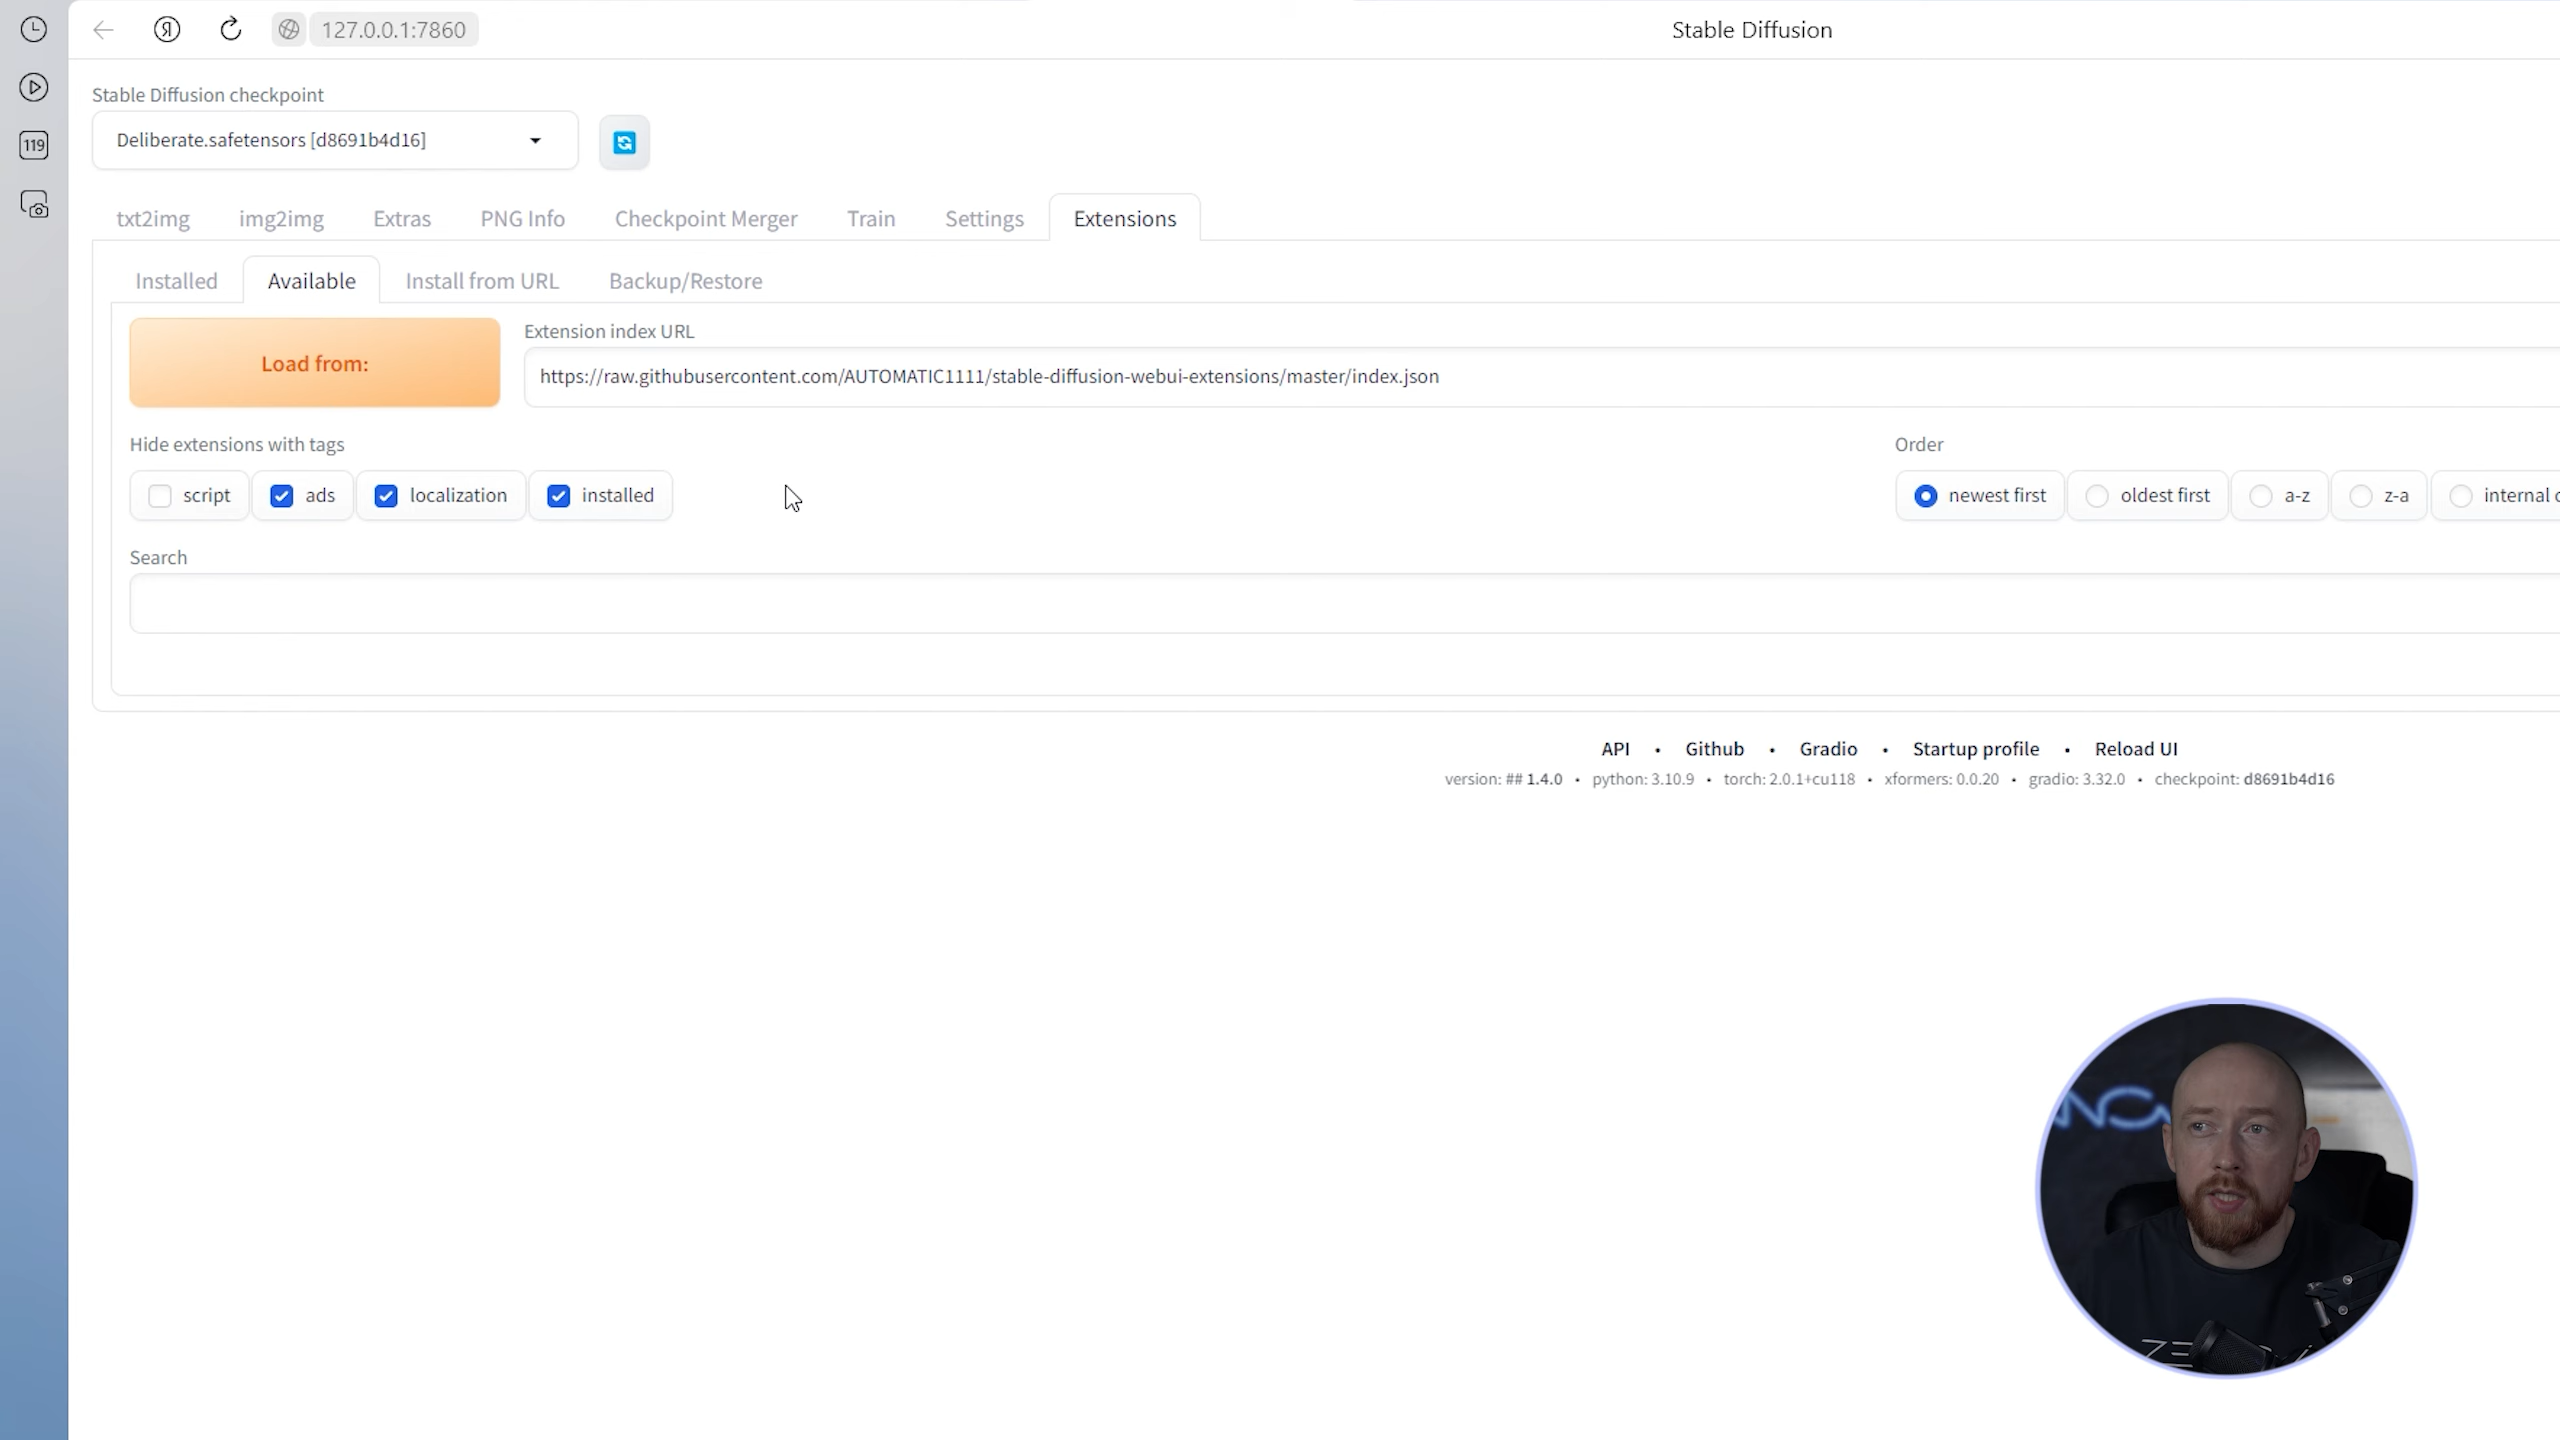 Я 127.0.0.1:7860 Stable Diffusion
119
Stable Diffusion checkpoint
Deliberate.safetensors [d8691b4d16]
txt2img img2img Extras PNG Info Checkpoint Merger Train Settings Extensions
Installed Available Install from URL Backup/Restore
Load from:
Extension index URL
https://raw.githubusercontent.com/AUTOMATIC1111/stable-diffusion-webui-extensions/master/index.json
Hide extensions with tags
script ads localization installed
Order
newest first oldest first a-z z-a internal
Search
API • Github • Gradio • Startup profile • Reload UI
version: ## 1.4.0 • python: 3.10.9 • torch: 2.0.1+cu118 • xformers: 0.0.20 • gradio: 3.32.0 • checkpoint: d8691b4d16